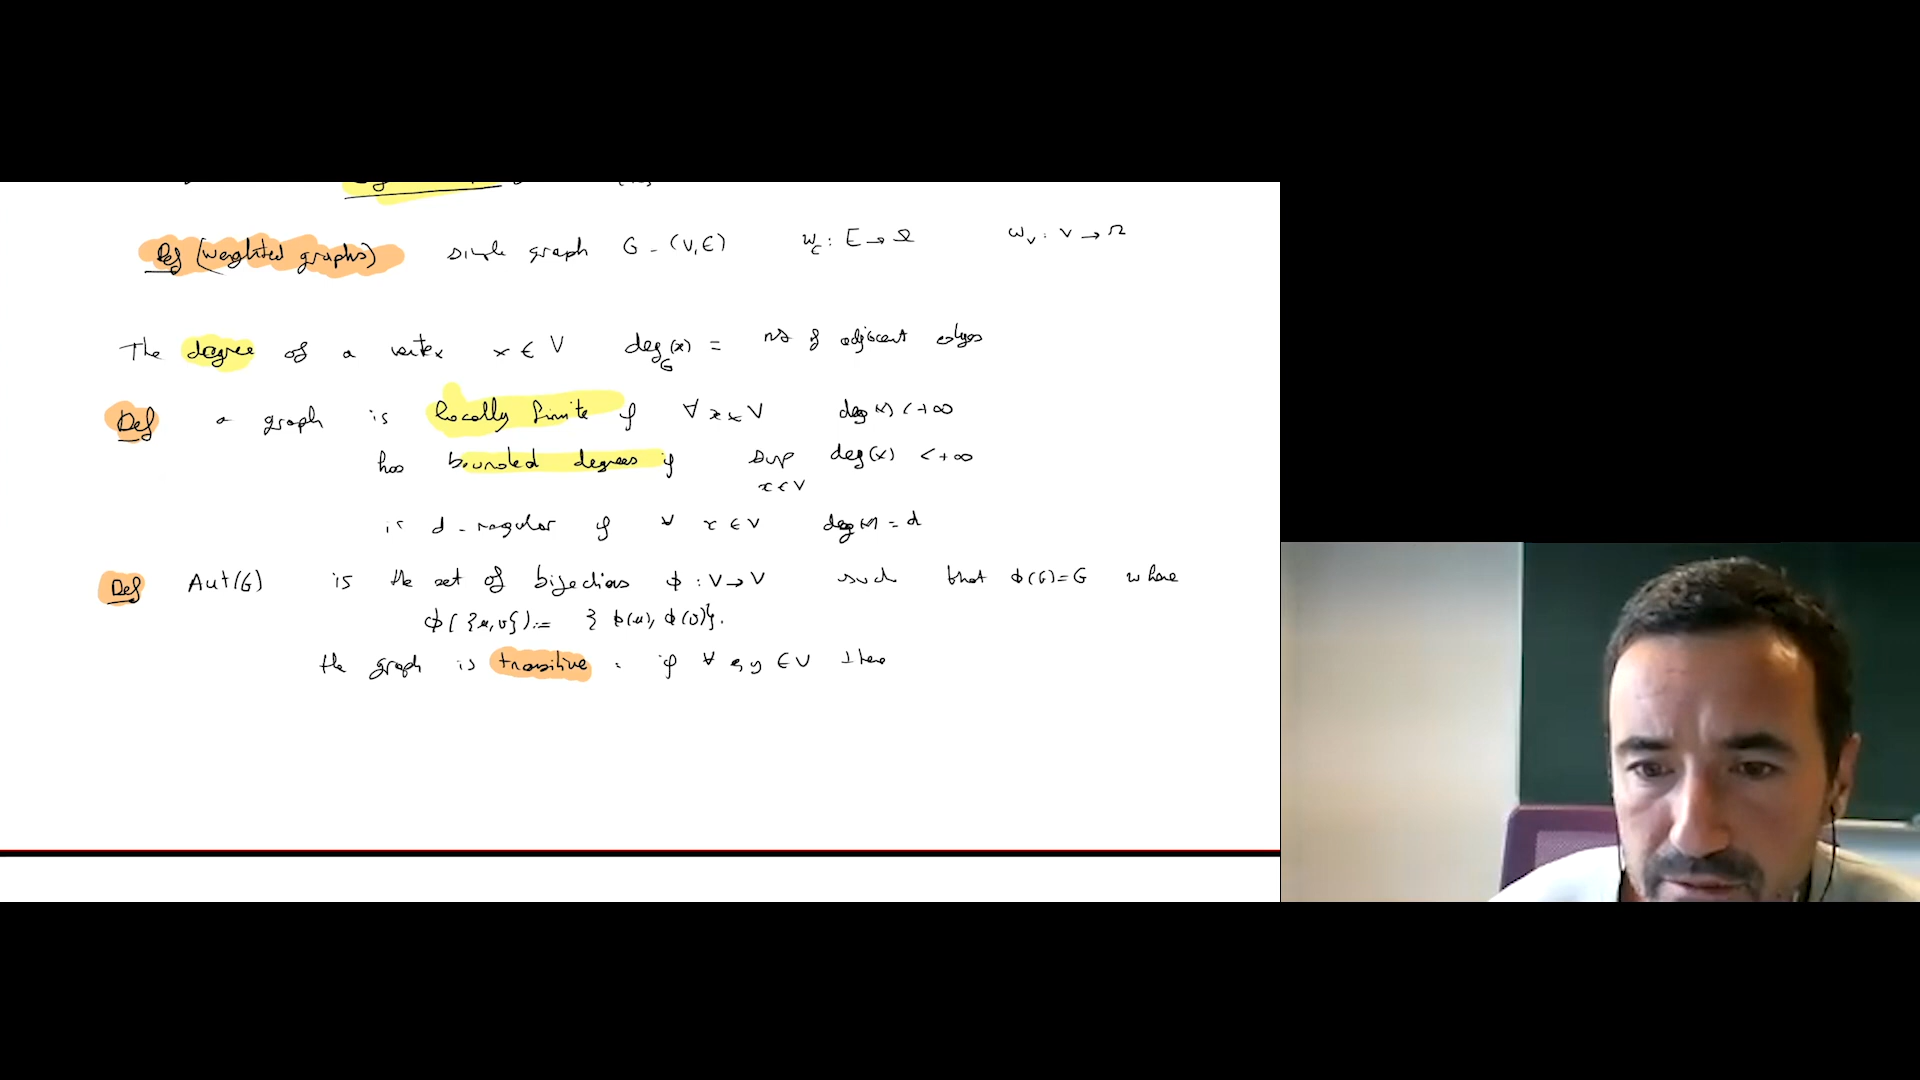 Def (weighted graphs) simple graph G = (V,E) w_E : E → Ω w_V : V → Ω
The degree of a vertex x ∈ V deg_G(x) = nb of adjacent edges
Def a graph is locally finite if ∀ x ∈ V deg(x) < +∞
has bounded degrees if sup deg(x) < +∞
x ∈ V
is d-regular if ∀ x ∈ V deg(x) = d
Def Aut(G) is the set of bijections φ : V → V such that φ(G) = G where
φ({u,v}) := {φ(u), φ(v)}.
the graph is transitive : if ∀ x,y ∈ V there